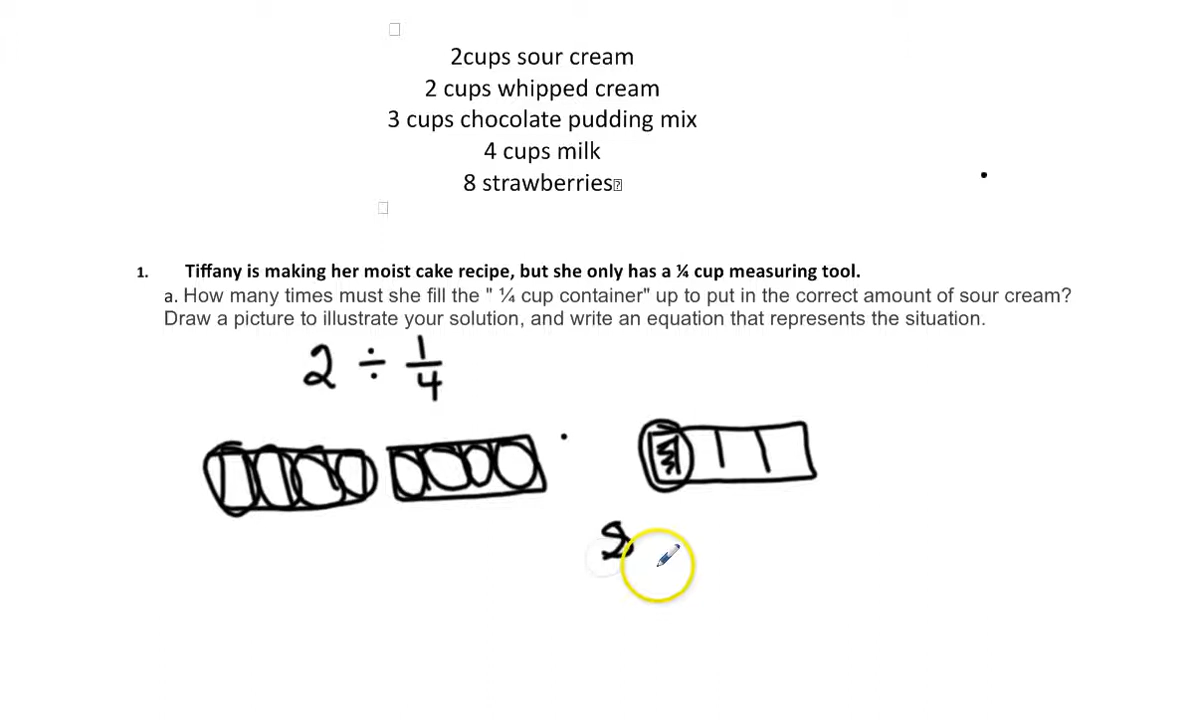 2cups sour cream
2 cups whipped cream
3 cups chocolate pudding mix
4 cups milk
8 strawberries
1. Tiffany is making her moist cake recipe, but she only has a ¼ cup measuring tool.
a. How many times must she fill the " ¼ cup container" up to put in the correct amount of sour cream?
Draw a picture to illustrate your solution, and write an equation that represents the situation.
2 ÷ 1/4